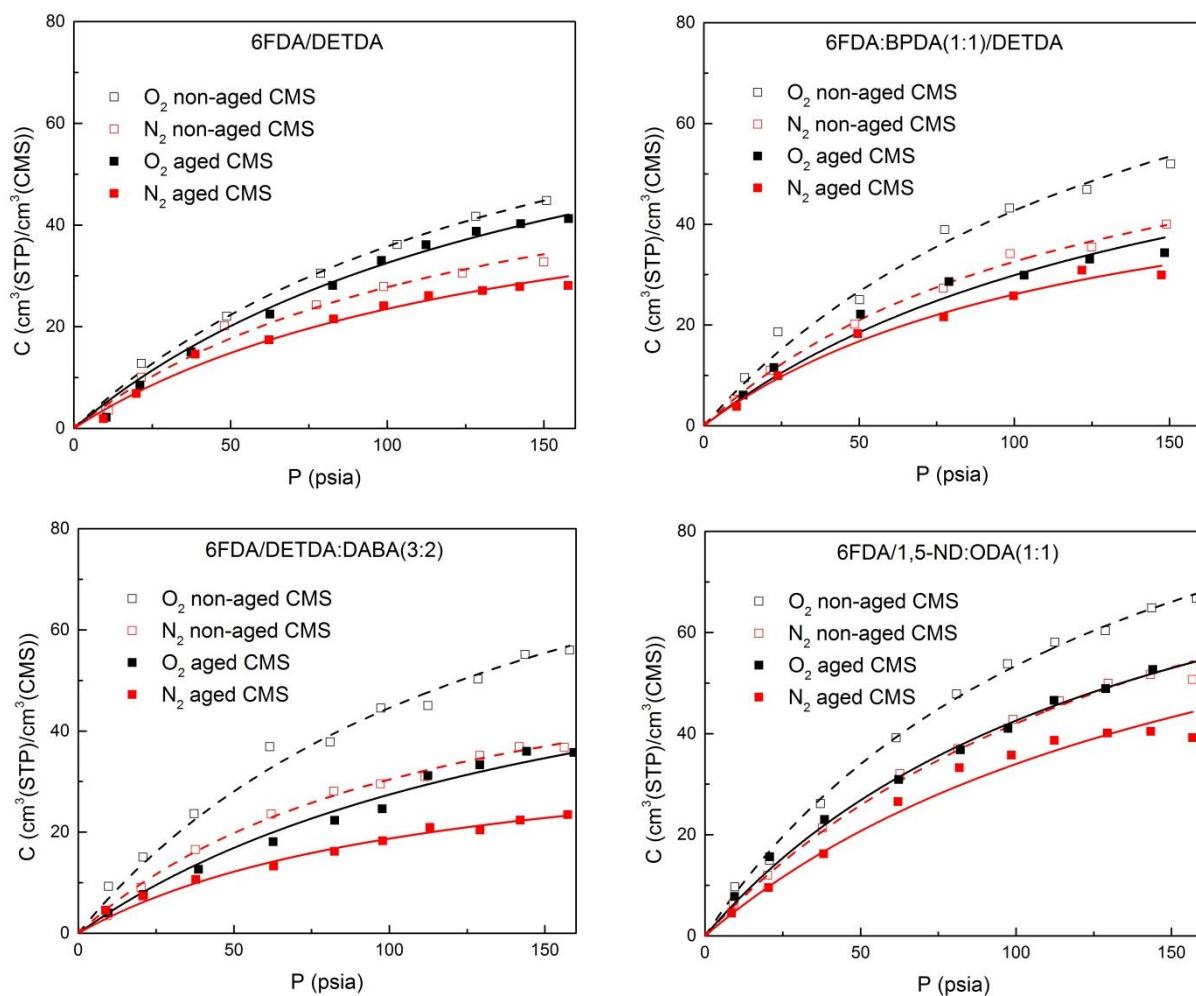 6FDA/DETDA
O₂ non-aged CMS
N₂ non-aged CMS
O₂ aged CMS
N₂ aged CMS
C (cm³(STP)/cm³(CMS))
80
60
40
20
0
0 50 100 150
P (psia)
6FDA:BPDA(1:1)/DETDA
O₂ non-aged CMS
N₂ non-aged CMS
O₂ aged CMS
N₂ aged CMS
C (cm³(STP)/cm³(CMS))
80
60
40
20
0
0 50 100 150
P (psia)
6FDA/DETDA:DABA(3:2)
O₂ non-aged CMS
N₂ non-aged CMS
O₂ aged CMS
N₂ aged CMS
C (cm³(STP)/cm³(CMS))
80
60
40
20
0
0 50 100 150
P (psia)
6FDA/1,5-ND:ODA(1:1)
O₂ non-aged CMS
N₂ non-aged CMS
O₂ aged CMS
N₂ aged CMS
C (cm³(STP)/cm³(CMS))
80
60
40
20
0
0 50 100 150
P (psia)